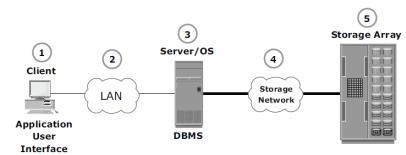 1
Client
Application
User
Interface
2
LAN
3
Server/OS
DBMS
4
Storage
Network
5
Storage Array